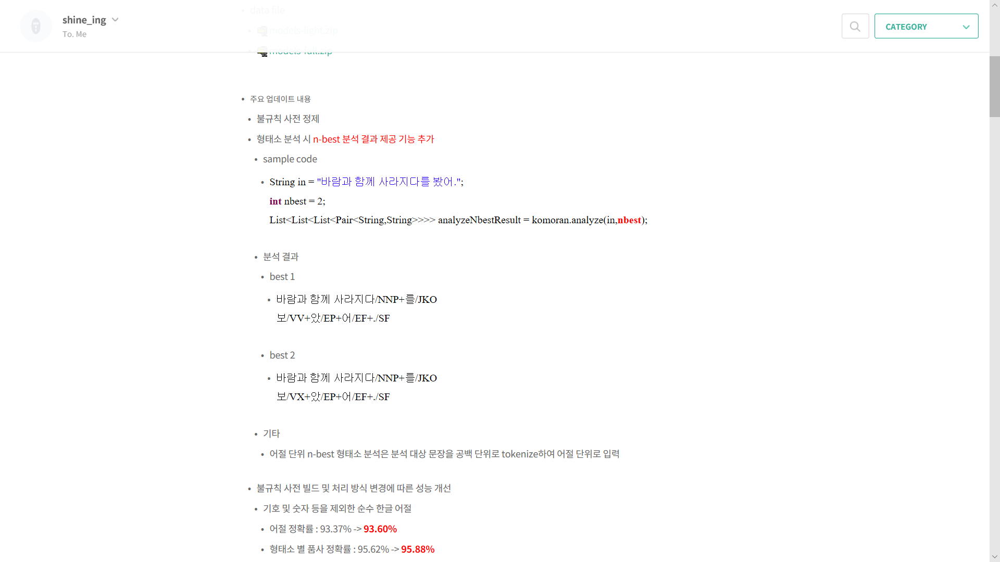 shine_ing
To. Me
CATEGORY
data file
models-light.zip
models-full.zip
주요 업데이트 내용
불규칙 사전 정제
형태소 분석 시 n-best 분석 결과 제공 기능 추가
sample code
String in = "바람과 함께 사라지다를 봤어.";
int nbest = 2;
List<List<List<Pair<String,String>>>> analyzeNbestResult = komoran.analyze(in,nbest);
분석 결과
best 1
바람과 함께 사라지다/NNP+를/JKO
보/VV+았/EP+어/EF+./SF
best 2
바람과 함께 사라지다/NNP+를/JKO
보/VX+았/EP+어/EF+./SF
기타
어절 단위 n-best 형태소 분석은 분석 대상 문장을 공백 단위로 tokenize하여 어절 단위로 입력
불규칙 사전 빌드 및 처리 방식 변경에 따른 성능 개선
기호 및 숫자 등을 제외한 순수 한글 어절
어절 정확률 : 93.37% -> 93.60%
형태소 별 품사 정확률 : 95.62% -> 95.88%